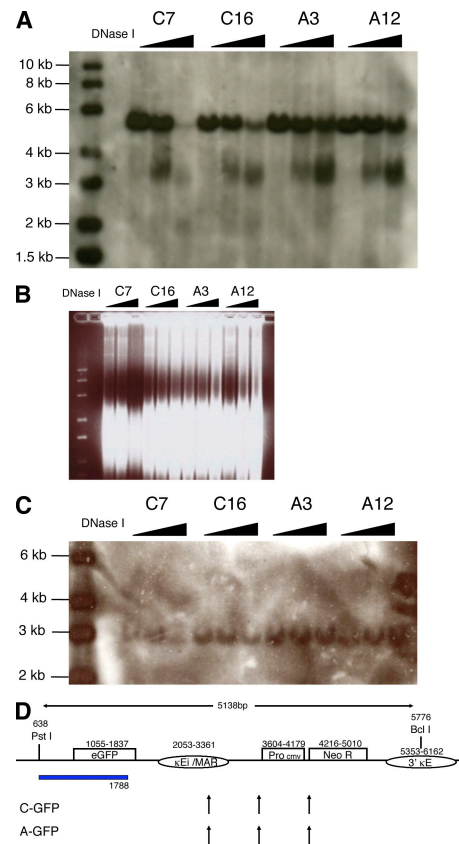 A
C7 C16 A3 A12
DNase I
10 kb
8 kb
6 kb
4 kb
3 kb
2 kb
1.5 kb
B
DNase I C7 C16 A3 A12
C
C7 C16 A3 A12
DNase I
6 kb
4 kb
3 kb
2 kb
D
5138bp
638
Pst I
5776
Bcl I
1055-1837
eGFP
2053-3361
κEi /MAR
3604-4179
Pro cmv
4216-5010
Neo R
5353-6162
3' κE
1788
C-GFP
A-GFP